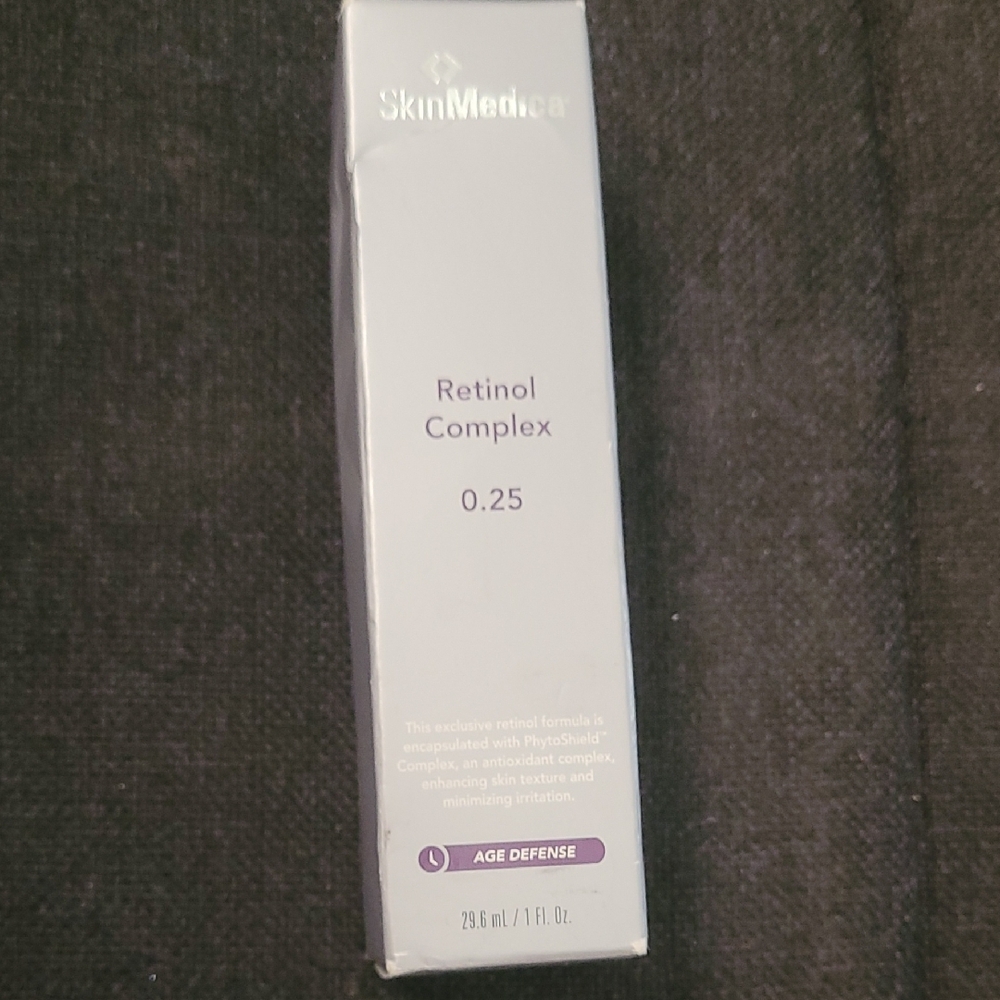 SkinMedica
Retinol
Complex
0.25
This exclusive retinol formula is
encapsulated with PhytoShield™
Complex, an antioxidant complex,
enhancing skin texture and
minimizing irritation.
AGE DEFENSE
29.6 mL / 1 Fl. Oz.